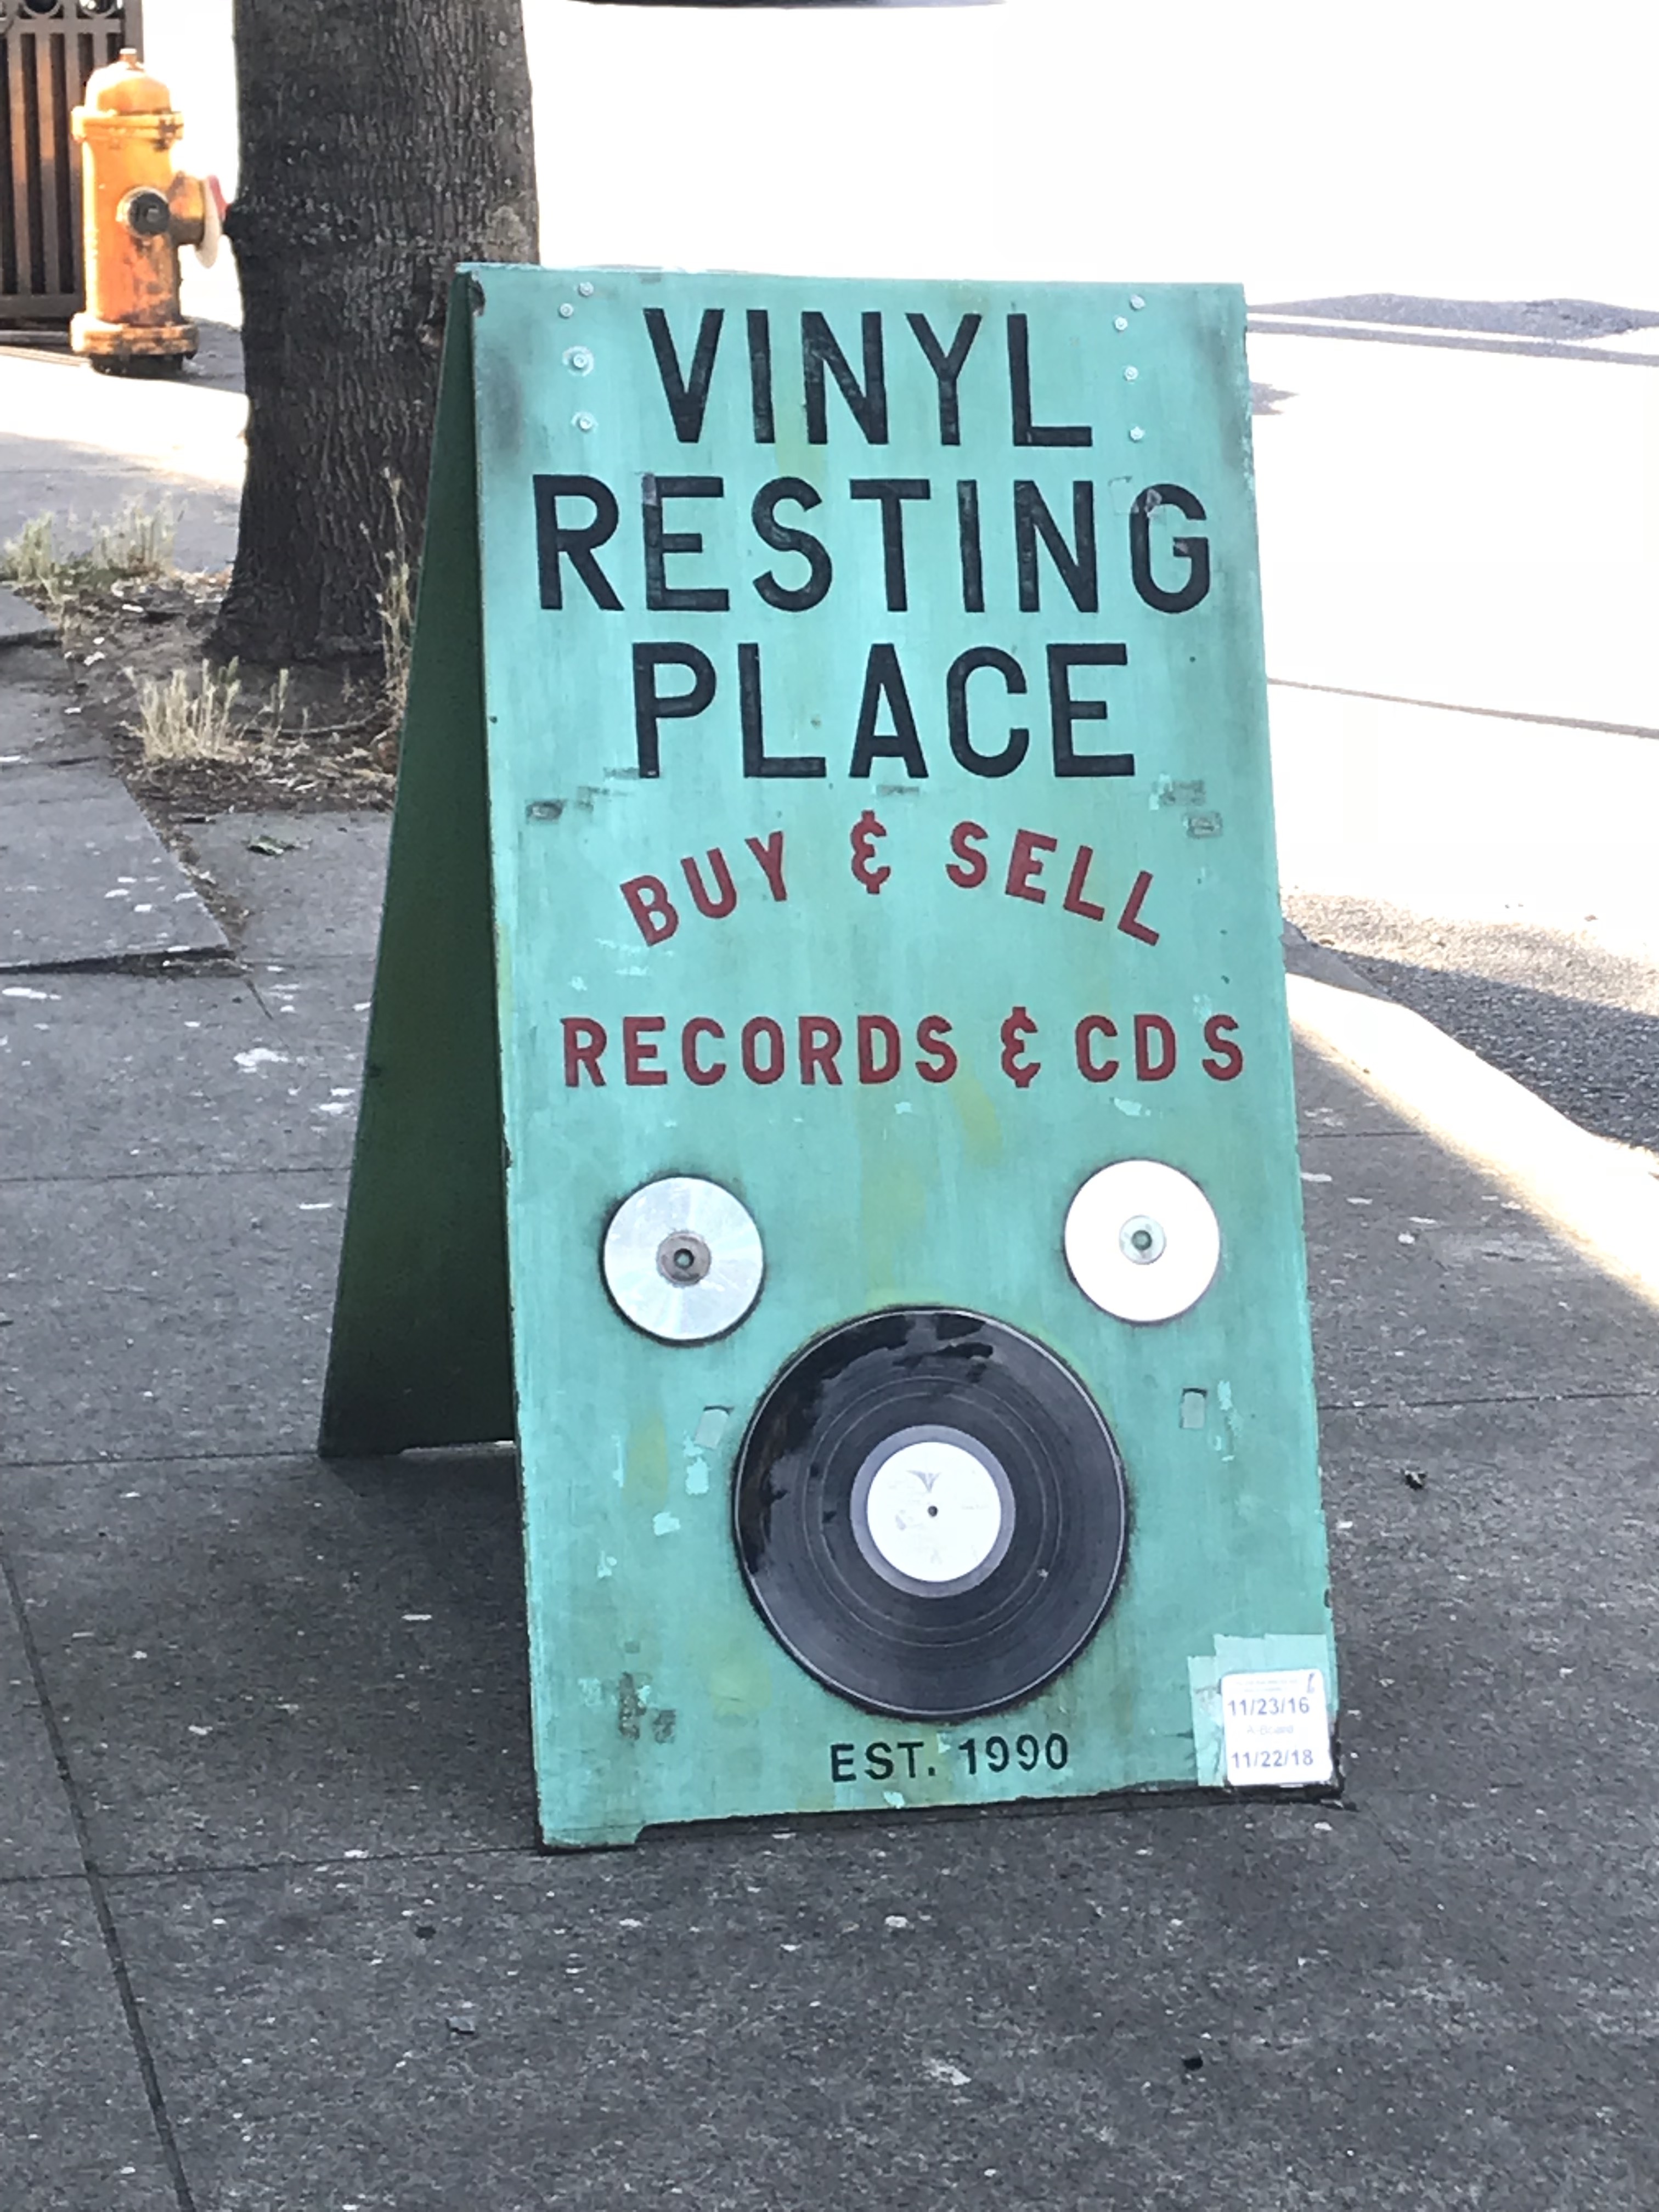 VINYL
RESTING
PLACE
BUY & SELL
RECORDS & CDS
EST. 1990
11/23/16
A-Board
11/22/18